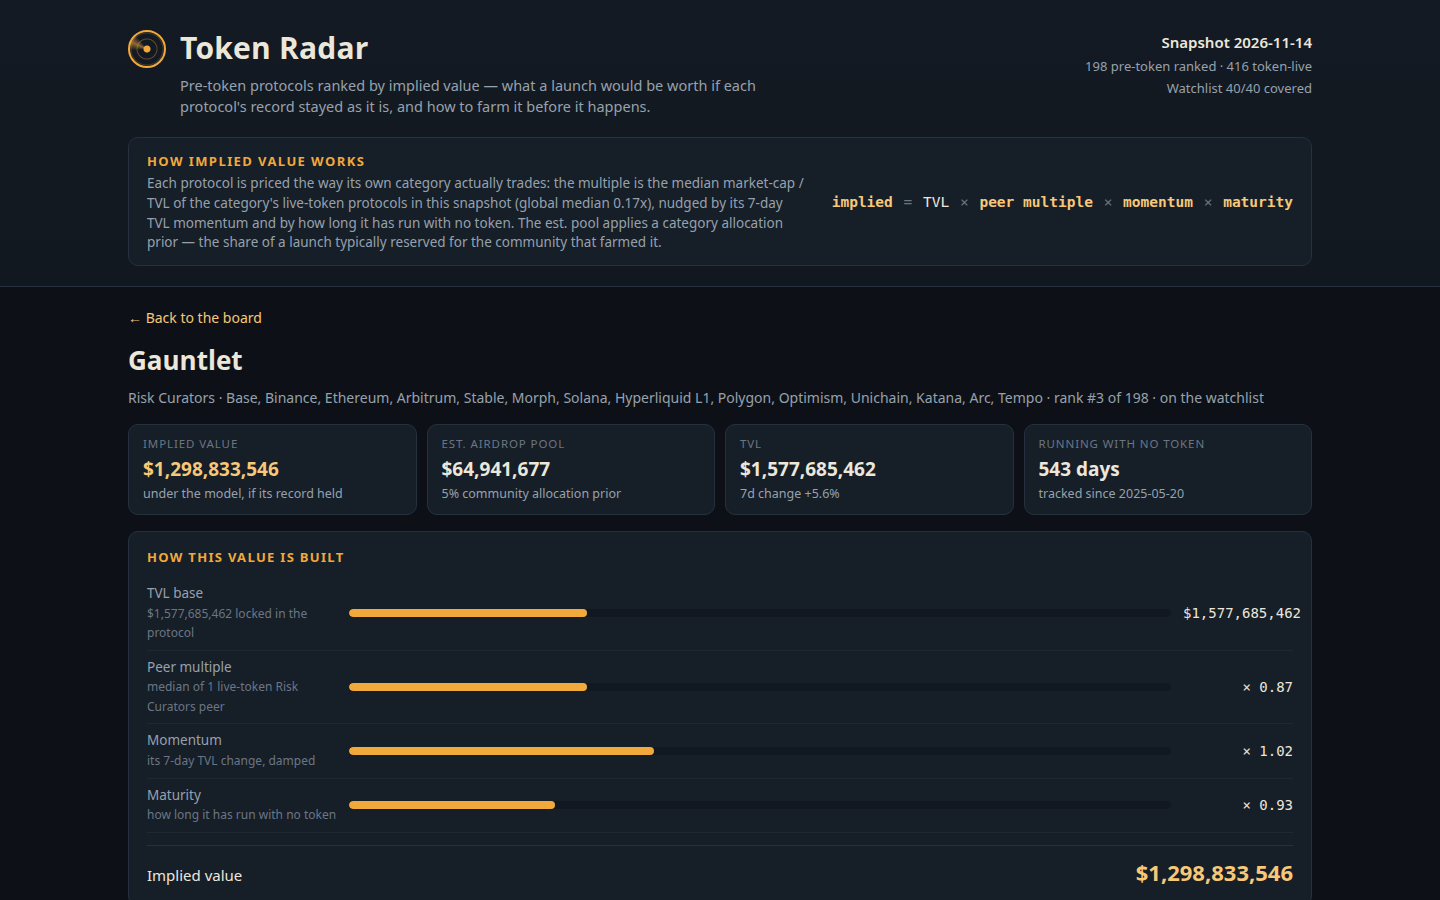 Token Radar
Pre-token protocols ranked by implied value — what a launch would be worth if each
protocol's record stayed as it is, and how to farm it before it happens.
Snapshot 2026-11-14
198 pre-token ranked · 416 token-live
Watchlist 40/40 covered
HOW IMPLIED VALUE WORKS
Each protocol is priced the way its own category actually trades: the multiple is the median market-cap /
TVL of the category's live-token protocols in this snapshot (global median 0.17x), nudged by its 7-day
TVL momentum and by how long it has run with no token. The est. pool applies a category allocation
prior — the share of a launch typically reserved for the community that farmed it.
implied = TVL × peer multiple × momentum × maturity
← Back to the board
Gauntlet
Risk Curators · Base, Binance, Ethereum, Arbitrum, Stable, Morph, Solana, Hyperliquid L1, Polygon, Optimism, Unichain, Katana, Arc, Tempo · rank #3 of 198 · on the watchlist
IMPLIED VALUE
$1,298,833,546
under the model, if its record held
EST. AIRDROP POOL
$64,941,677
5% community allocation prior
TVL
$1,577,685,462
7d change +5.6%
RUNNING WITH NO TOKEN
543 days
tracked since 2025-05-20
HOW THIS VALUE IS BUILT
TVL base
$1,577,685,462 locked in the
protocol
$1,577,685,462
Peer multiple
median of 1 live-token Risk
Curators peer
× 0.87
Momentum
its 7-day TVL change, damped
× 1.02
Maturity
how long it has run with no token
× 0.93
Implied value
$1,298,833,546